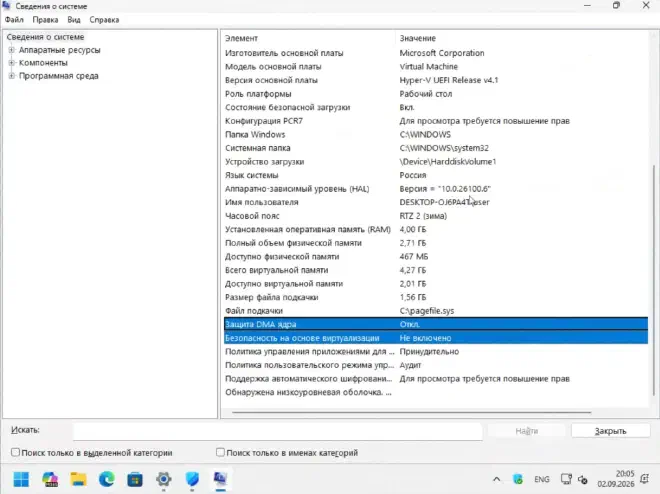 Сведения о системе
Файл Правка Вид Справка
Сведения о системе
Аппаратные ресурсы
Компоненты
Программная среда
Элемент Значение
Изготовитель основной платы Microsoft Corporation
Модель основной платы Virtual Machine
Версия основной платы Hyper-V UEFI Release v4.1
Роль платформы Рабочий стол
Состояние безопасной загрузки Вкл.
Конфигурация PCR7 Для просмотра требуется повышение прав
Папка Windows C:\WINDOWS
Системная папка C:\WINDOWS\system32
Устройство загрузки \Device\HarddiskVolume1
Язык системы Россия
Аппаратно-зависимый уровень (HAL) Версия = "10.0.26100.6"
Имя пользователя DESKTOP-OJ6PA4T\user
Часовой пояс RTZ 2 (зима)
Установленная оперативная память (RAM) 4,00 ГБ
Полный объем физической памяти 2,71 ГБ
Доступно физической памяти 467 МБ
Всего виртуальной памяти 4,27 ГБ
Доступно виртуальной памяти 2,01 ГБ
Размер файла подкачки 1,56 ГБ
Файл подкачки C:\pagefile.sys
Защита DMA ядра Откл.
Безопасность на основе виртуализации Не включено
Политика управления приложениями для ... Принудительно
Политика пользовательского режима упр... Аудит
Поддержка автоматического шифровани... Для просмотра требуется повышение прав
Обнаружена низкоуровневая оболочка. ...
Искать: Найти Закрыть
Поиск только в выделенной категории Поиск только в именах категорий
ENG 20:05
02.09.2026